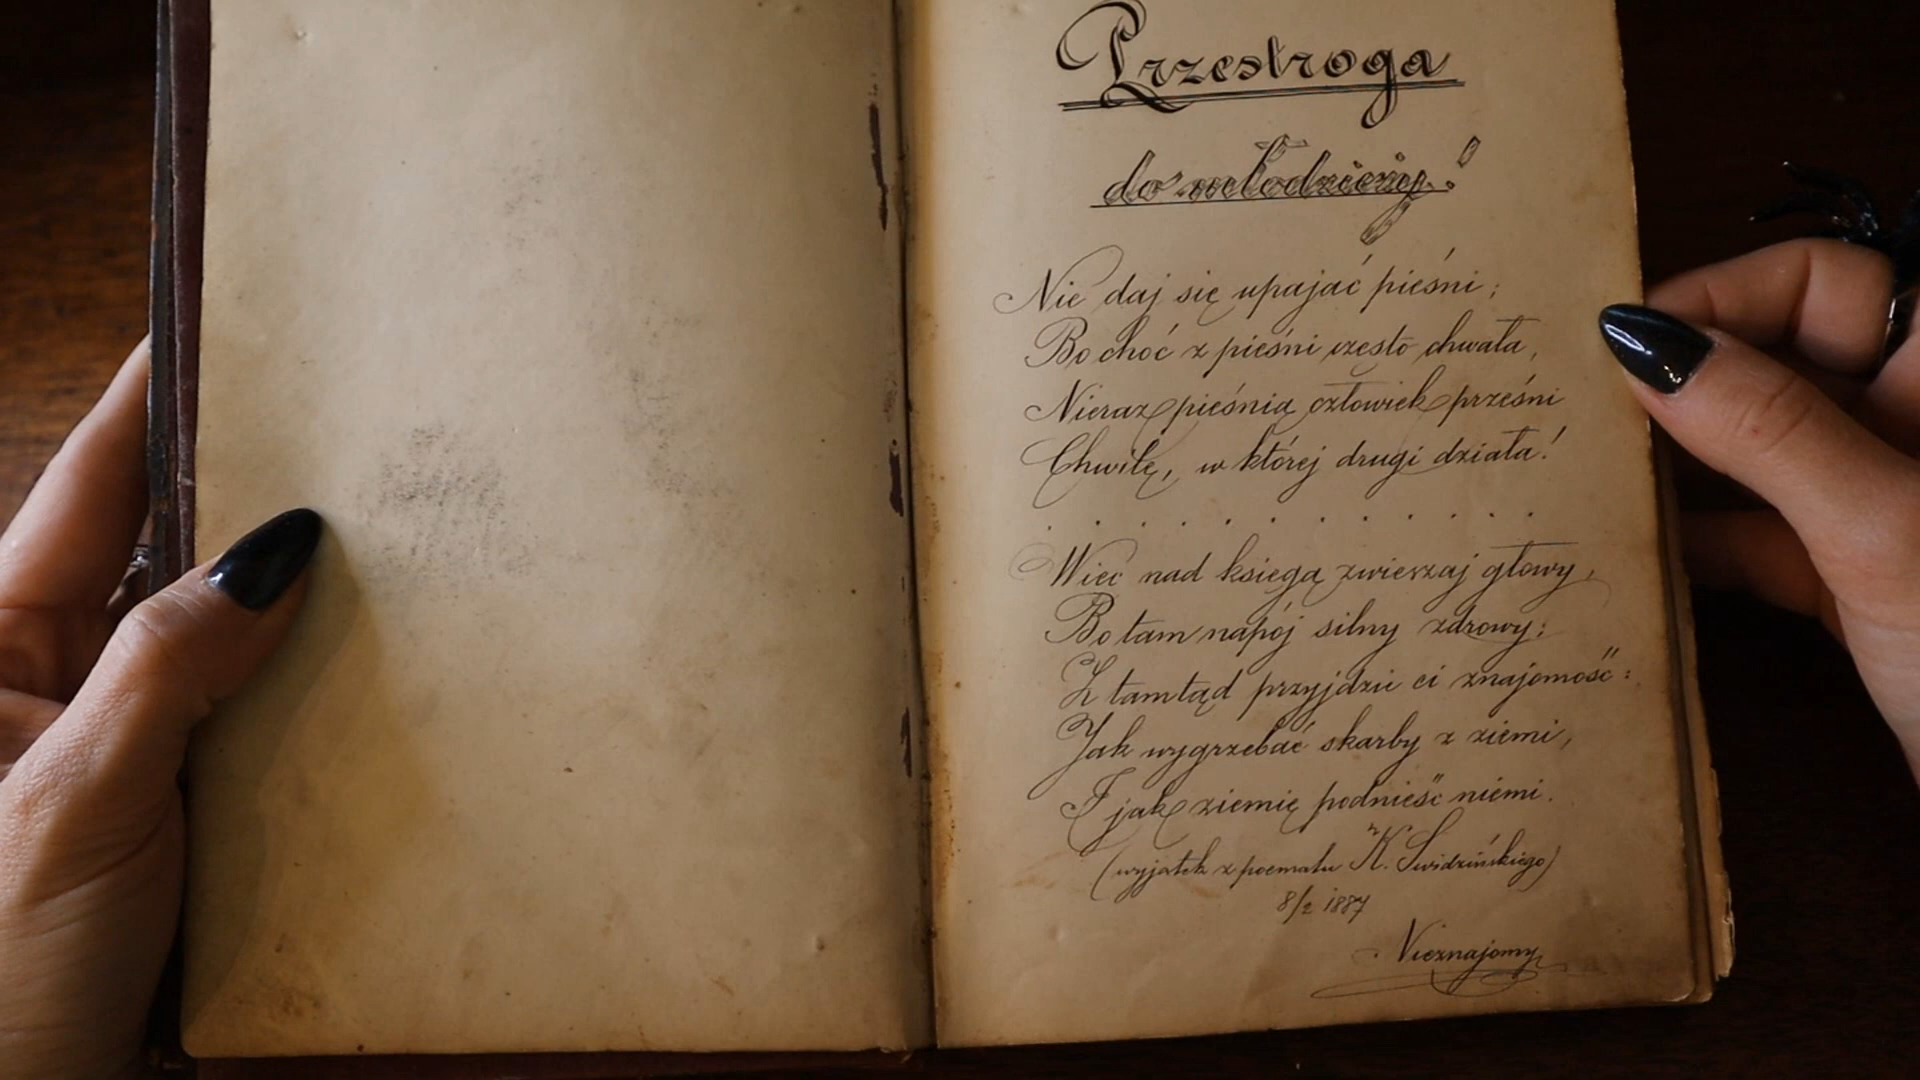 Przestroga
do młodzieży!
Nie daj się upajać pieśni;
Bo choć z pieśni często chwała,
Nieraz pieśnią człowiek prześni
Chwilę, w której drugi działa!
. . . . . . . . . . . .
Więc nad księgą zwieszaj głowy,
Bo tam napój silny zdrowy;
Z tamtąd przyjdzie ci znajomość:
Jak wygrzebać skarby z ziemi,
I jak ziemię podnieść niemi.
(wyjątek z poematu K. Świdzińskiego)
8/2 1887
Nieznajomy